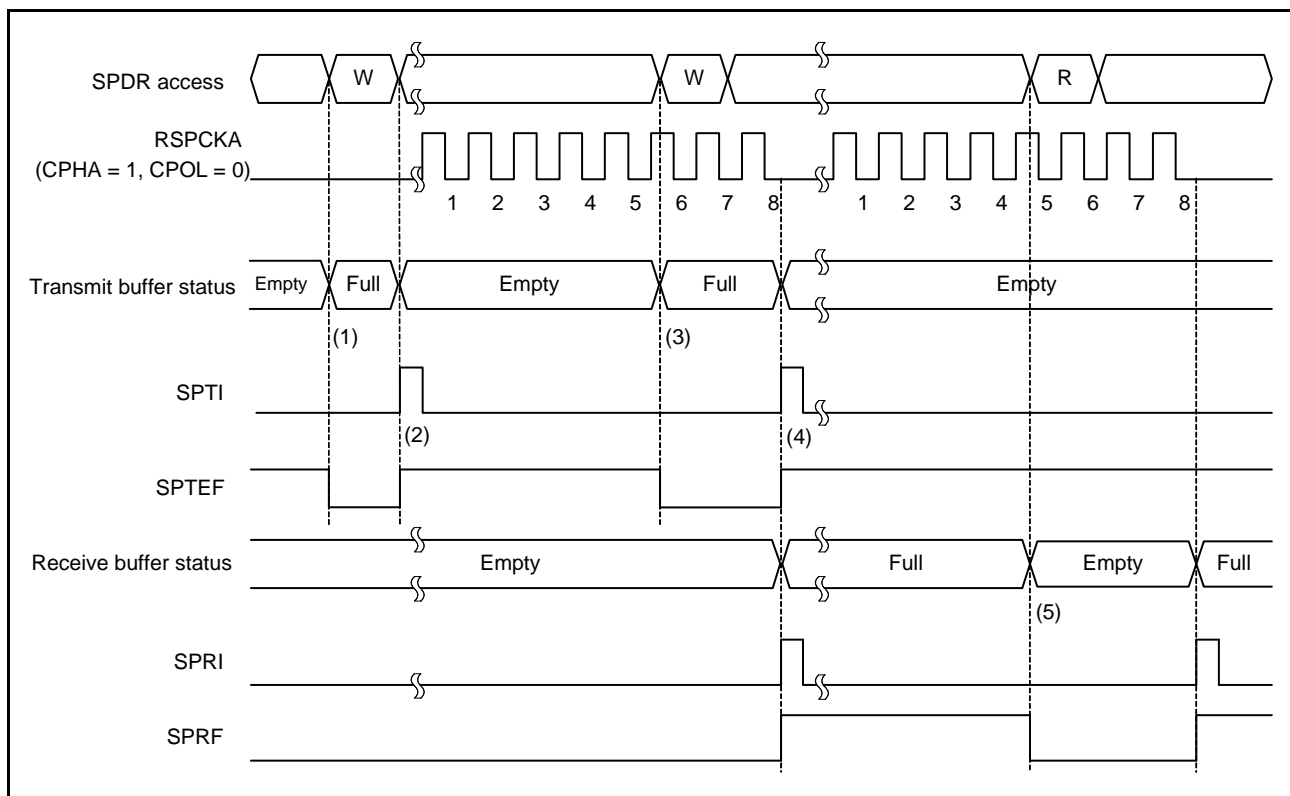 SPDR access
W
W
R
RSPCKA
(CPHA = 1, CPOL = 0)
1 2 3 4 5 6 7 8 1 2 3 4 5 6 7 8
Transmit buffer status
Empty Full Empty Full Empty
(1) (3)
SPTI
(2) (4)
SPTEF
Receive buffer status
Empty Full Empty Full
(5)
SPRI
SPRF